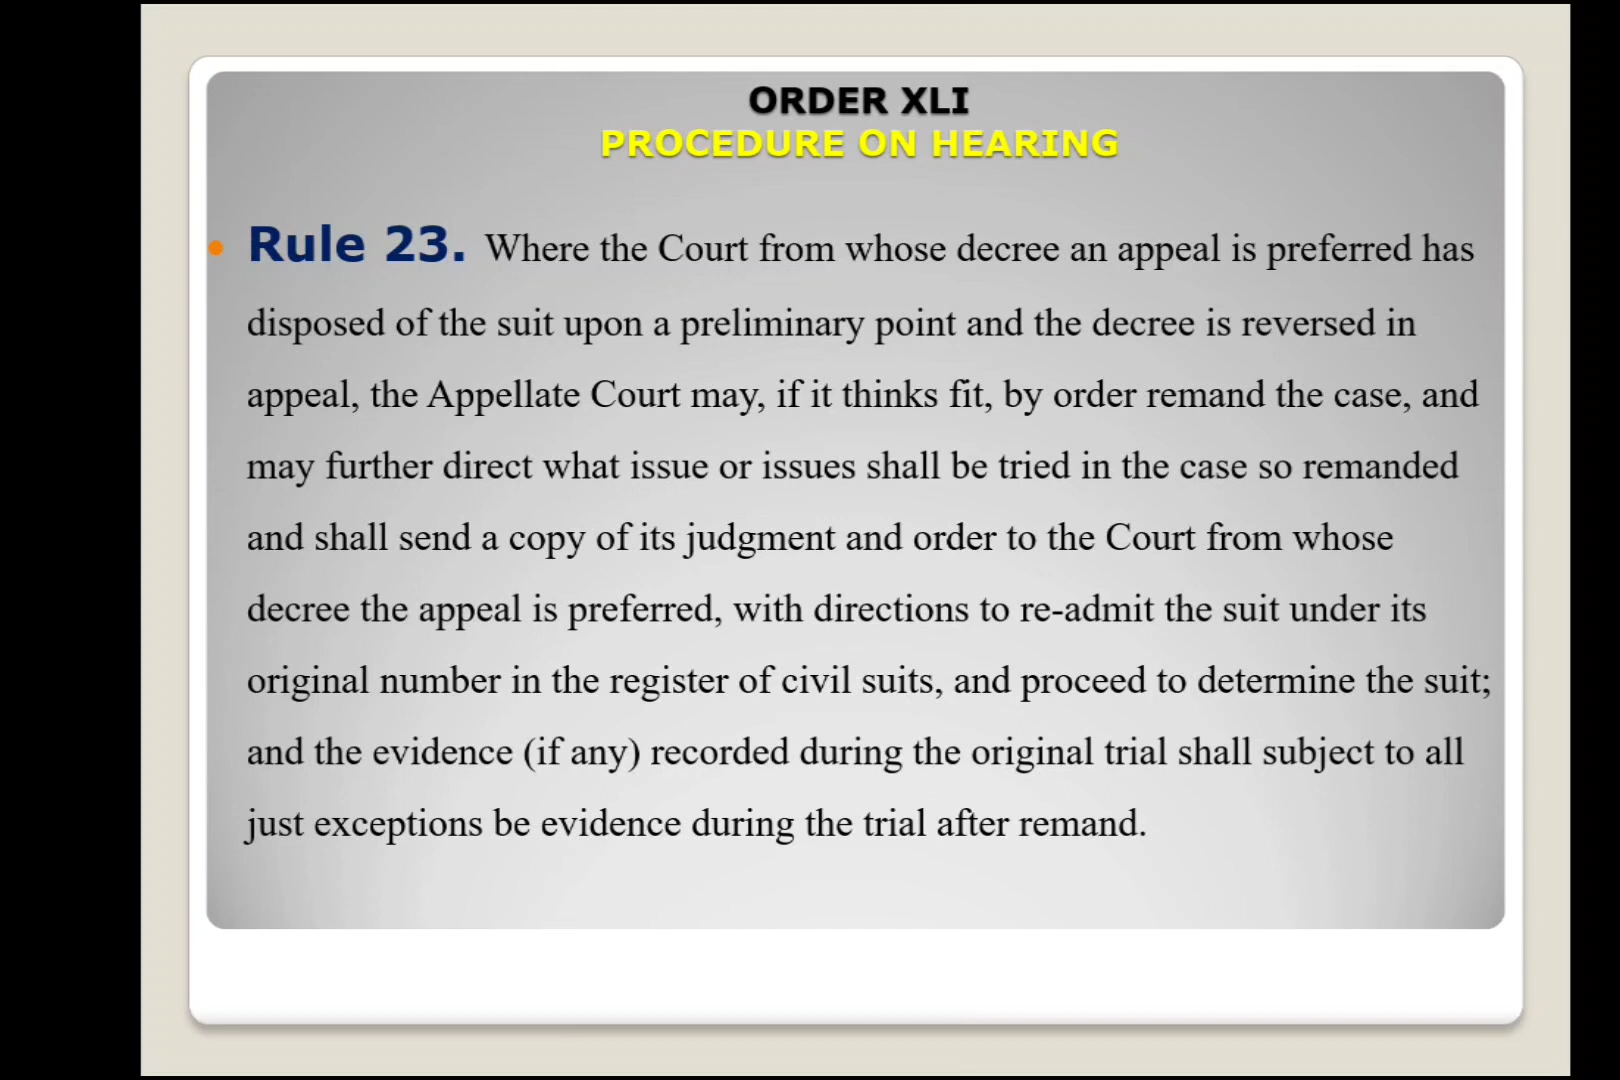 ORDER XLI
PROCEDURE ON HEARING
• Rule 23. Where the Court from whose decree an appeal is preferred has
disposed of the suit upon a preliminary point and the decree is reversed in
appeal, the Appellate Court may, if it thinks fit, by order remand the case, and
may further direct what issue or issues shall be tried in the case so remanded
and shall send a copy of its judgment and order to the Court from whose
decree the appeal is preferred, with directions to re-admit the suit under its
original number in the register of civil suits, and proceed to determine the suit;
and the evidence (if any) recorded during the original trial shall subject to all
just exceptions be evidence during the trial after remand.